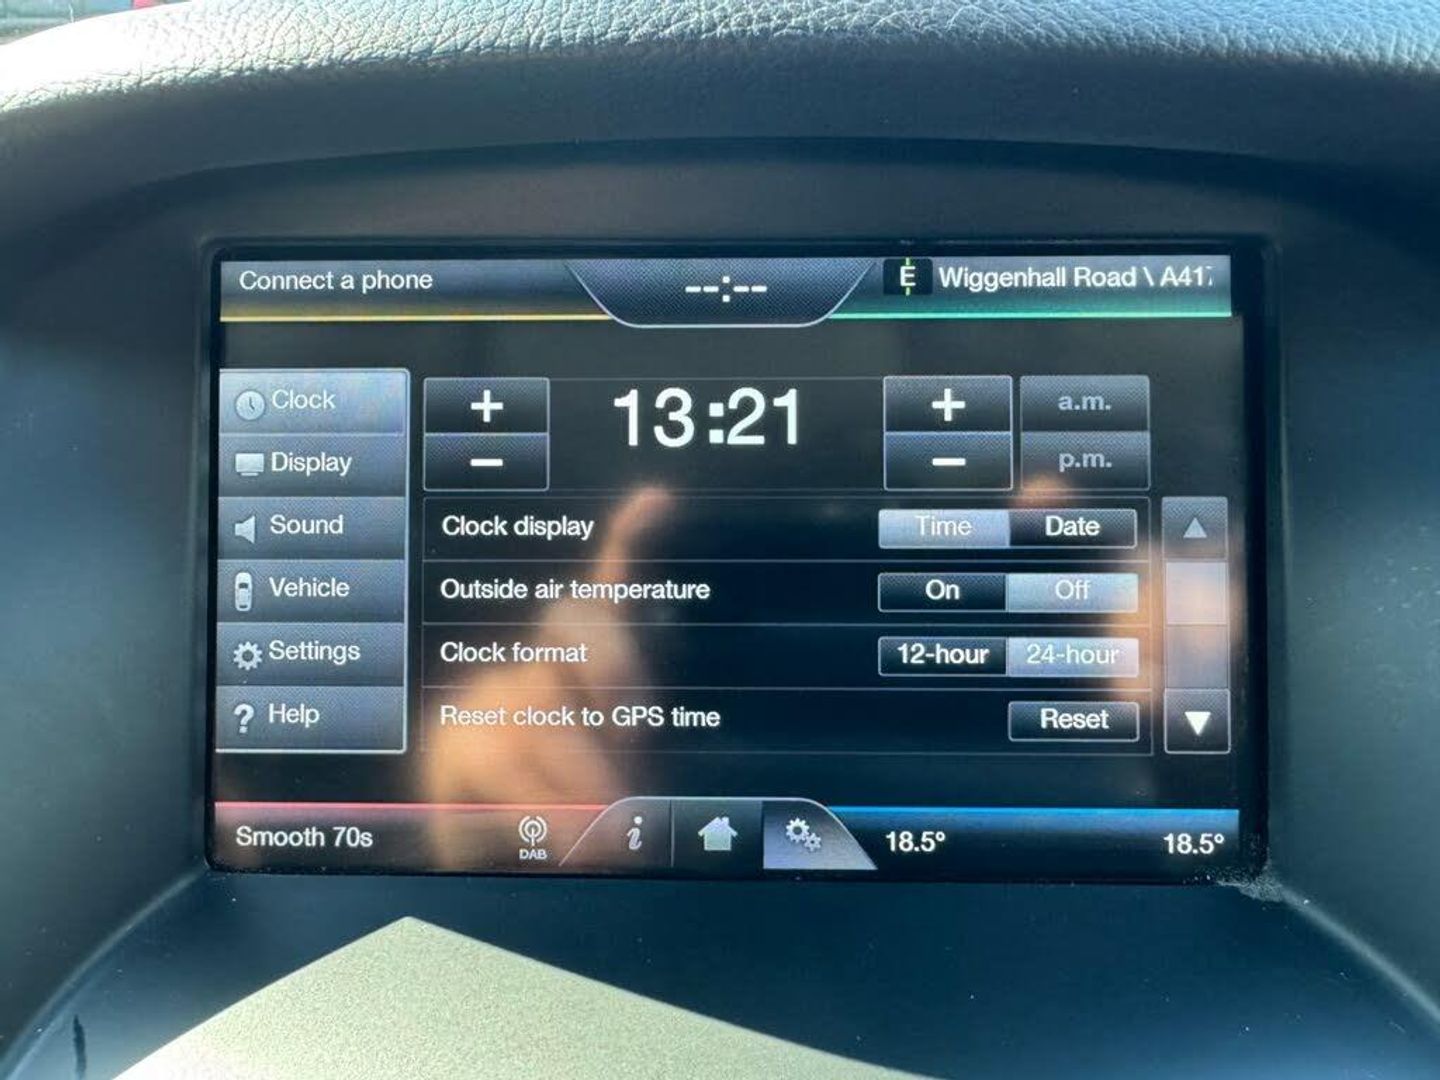 Connect a phone
--:--
E
Wiggenhall Road \ A417
Clock
Display
Sound
Vehicle
Settings
? Help
+
−
13:21
+
−
a.m.
p.m.
Clock display
Time
Date
Outside air temperature
On
Off
Clock format
12-hour
24-hour
Reset clock to GPS time
Reset
Smooth 70s
DAB
i
18.5°
18.5°